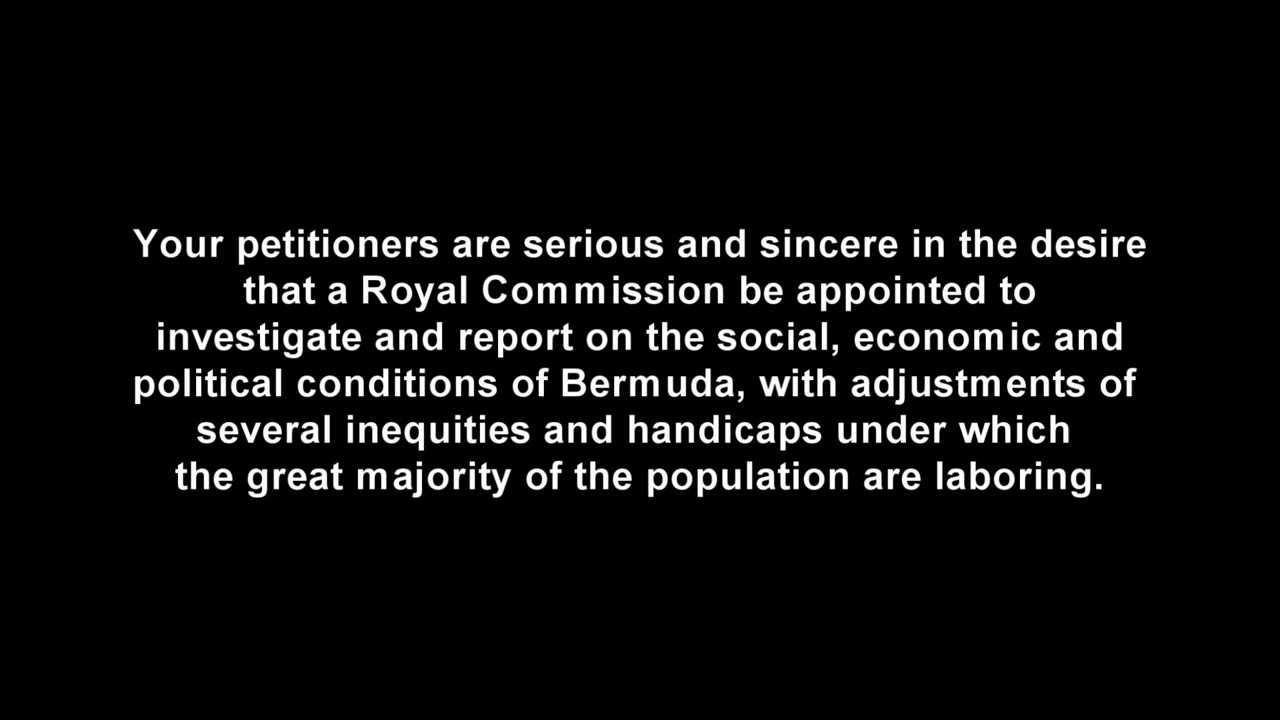 Your petitioners are serious and sincere in the desire
that a Royal Commission be appointed to
investigate and report on the social, economic and
political conditions of Bermuda, with adjustments of
several inequities and handicaps under which
the great majority of the population are laboring.